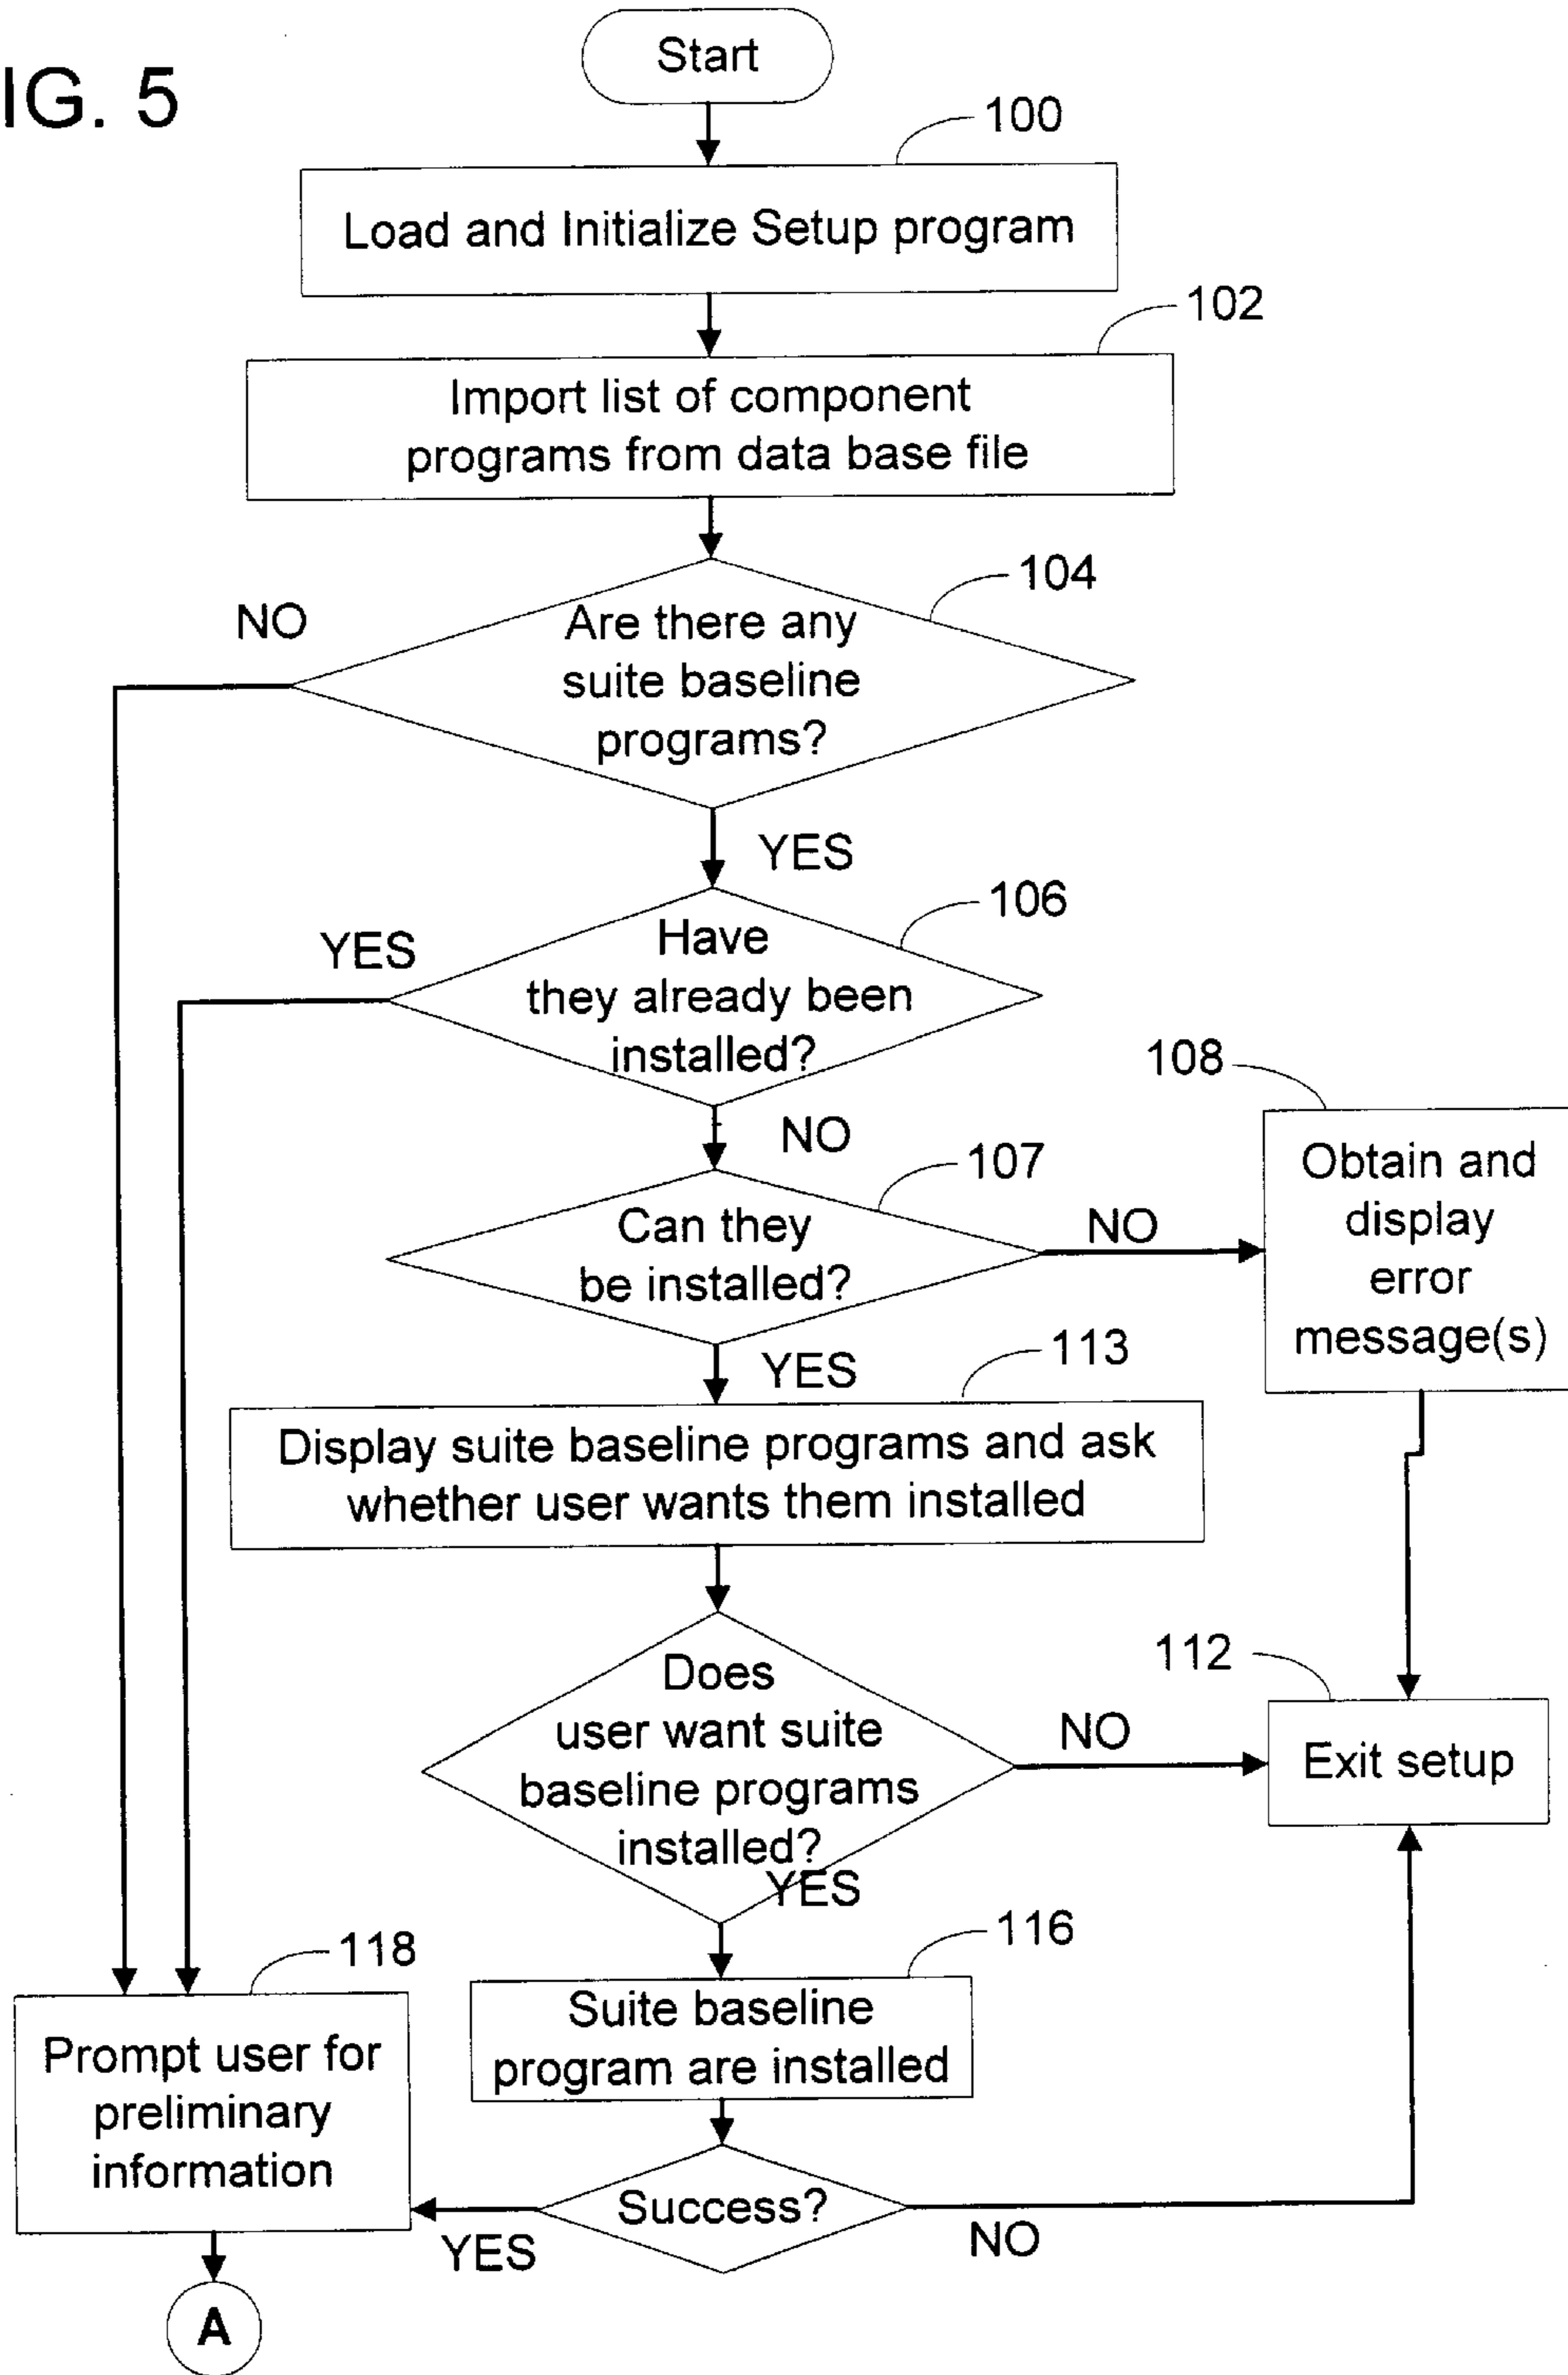 IG. 5
Start
100
Load and Initialize Setup program
102
Import list of component
programs from data base file
104
NO
Are there any
suite baseline
programs?
YES
106
YES
Have
they already been
installed?
108
NO
107
Obtain and
display
error
message(s)
Can they
be installed?
NO
YES
113
Display suite baseline programs and ask
whether user wants them installed
112
Does
user want suite
baseline programs
installed?
NO
Exit setup
YES
118
116
Suite baseline
program are installed
Prompt user for
preliminary
information
Success?
YES
NO
A